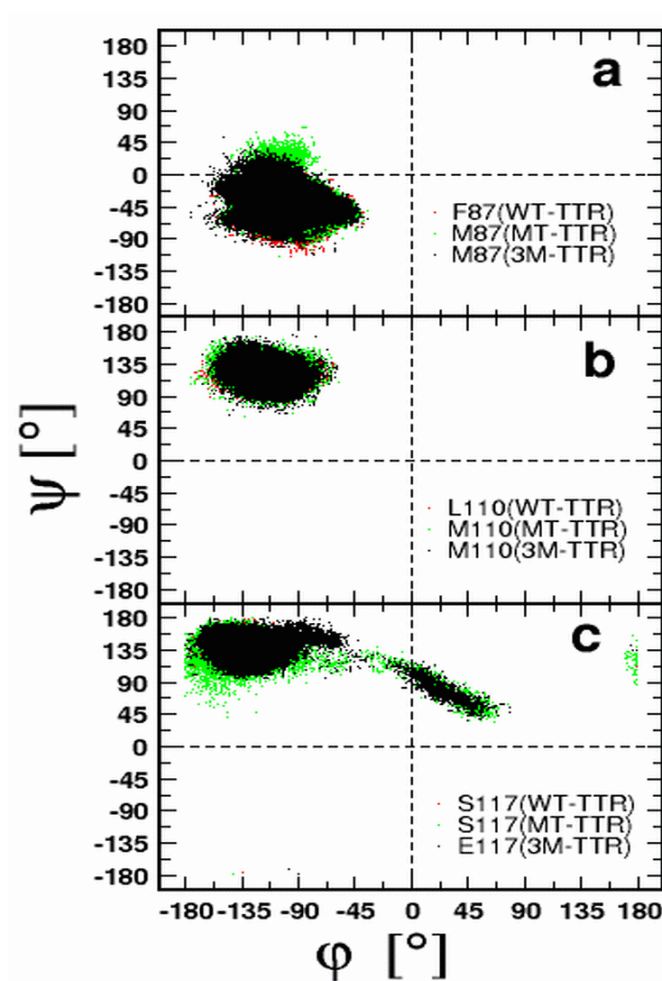 180
135
90
45
0
-45
-90
-135
-180
a
F87(WT-TTR)
M87(MT-TTR)
M87(3M-TTR)
180
135
90
45
0
-45
-90
-135
-180
b
L110(WT-TTR)
M110(MT-TTR)
M110(3M-TTR)
180
135
90
45
0
-45
-90
-135
-180
c
S117(WT-TTR)
S117(MT-TTR)
E117(3M-TTR)
-180 -135 -90 -45 0 45 90 135 180
ψ [°]
φ [°]